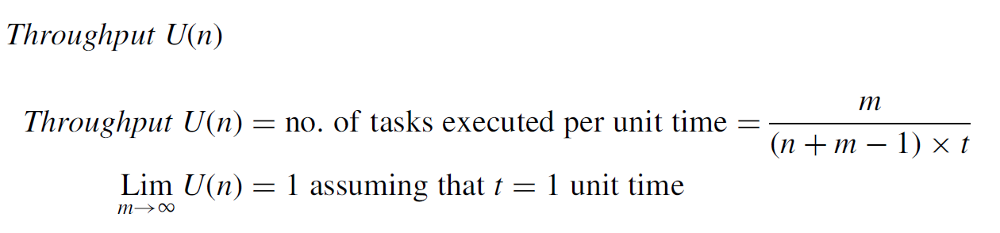 Throughput U(n)
Throughput U(n) = no. of tasks executed per unit time = m / ((n + m − 1) × t)
Lim m→∞ U(n) = 1 assuming that t = 1 unit time